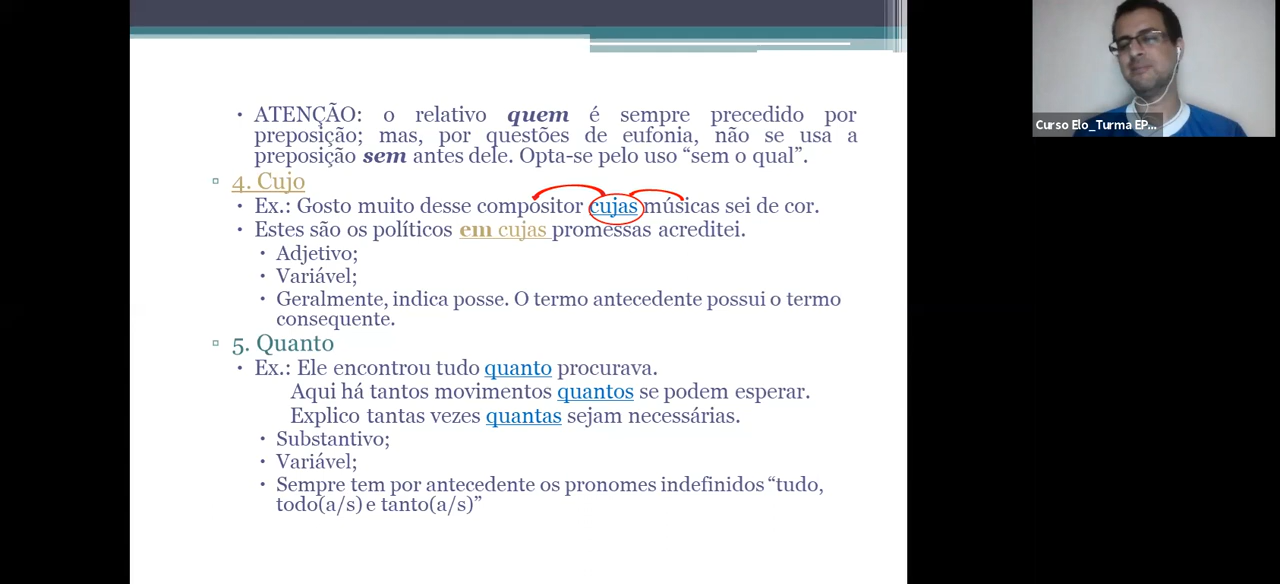 • ATENÇÃO: o relativo quem é sempre precedido por
preposição; mas, por questões de eufonia, não se usa a
preposição sem antes dele. Opta-se pelo uso “sem o qual”.
▫ 4. Cujo
• Ex.: Gosto muito desse compositor cujas músicas sei de cor.
• Estes são os políticos em cujas promessas acreditei.
• Adjetivo;
• Variável;
• Geralmente, indica posse. O termo antecedente possui o termo
consequente.
▫ 5. Quanto
• Ex.: Ele encontrou tudo quanto procurava.
Aqui há tantos movimentos quantos se podem esperar.
Explico tantas vezes quantas sejam necessárias.
• Substantivo;
• Variável;
• Sempre tem por antecedente os pronomes indefinidos “tudo,
todo(a/s) e tanto(a/s)”
Curso Elo_Turma EP...